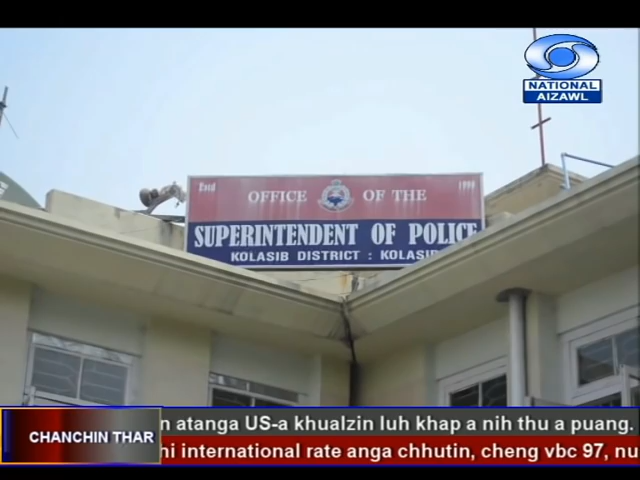 NATIONAL
AIZAWL
Estd 1999
OFFICE OF THE
SUPERINTENDENT OF POLICE
KOLASIB DISTRICT : KOLASIB
CHANCHIN THAR
n atanga US-a khualzin luh khap a nih thu a puang.
hi international rate anga chhutin, cheng vbc 97, nu